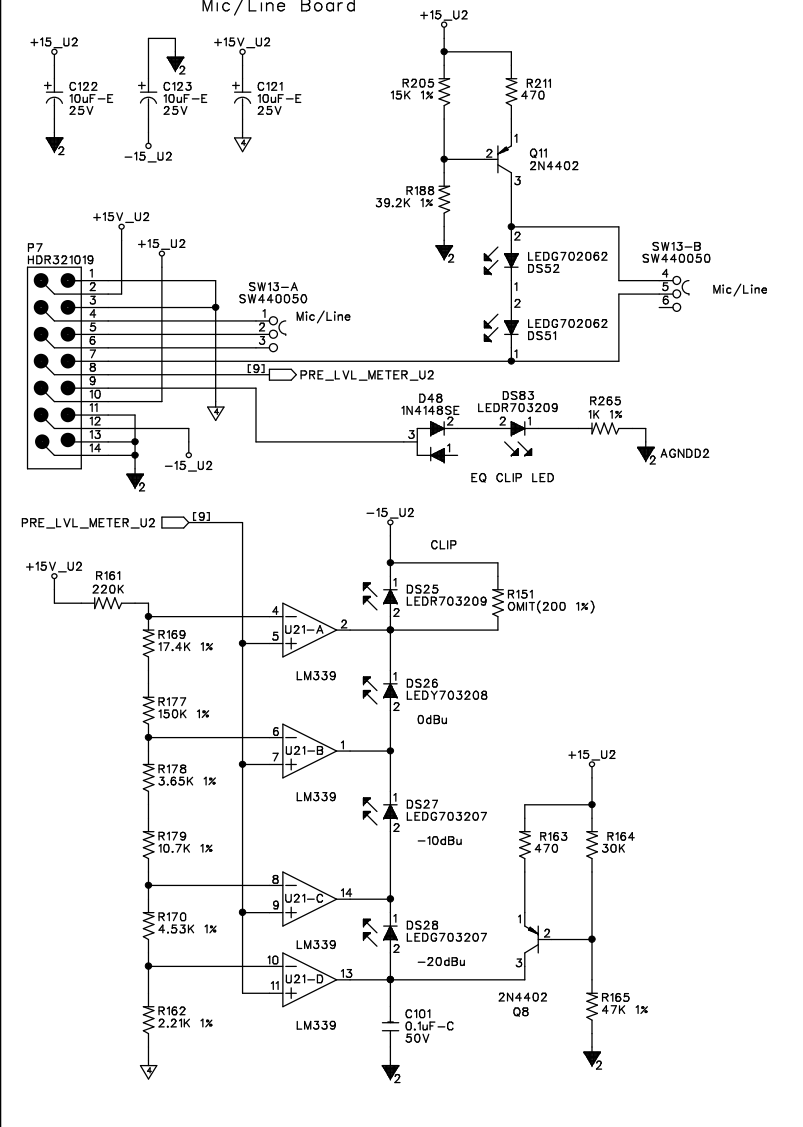 Mic/Line Board
+15_U2
C122
10uF-E
25V
2
C123
10uF-E
25V
2
-15_U2
+15V_U2
C121
10uF-E
25V
4
+15_U2
R205
15K 1%
R211
470
1
2
3
Q11
2N4402
R188
39.2K 1%
2
2
LEDG702062
DS52
1
2
LEDG702062
DS51
1
SW13-B
SW440050
4
5
6
Mic/Line
+15V_U2
+15_U2
P7
HDR321019
1
2
3
4
5
6
7
8
9
10
11
12
13
14
SW13-A
SW440050
1
2
3
Mic/Line
[9]
PRE_LVL_METER_U2
4
-15_U2
2
D48
1N4148SE
3
2
1
DS83
LEDR703209
2
1
R265
1K 1%
2
AGNDD2
EQ CLIP LED
PRE_LVL_METER_U2
[9]
+15V_U2
R161
220K
R169
17.4K 1%
R177
150K 1%
R178
3.65K 1%
R179
10.7K 1%
R170
4.53K 1%
R162
2.21K 1%
4
4
5
U21-A
2
LM339
6
7
U21-B
1
LM339
8
9
U21-C
14
LM339
10
11
U21-D
13
LM339
-15_U2
CLIP
1
DS25
LEDR703209
2
R151
OMIT(200 1%)
1
DS26
LEDY703208
2
0dBu
1
DS27
LEDG703207
2
-10dBu
1
DS28
LEDG703207
2
-20dBu
C101
0.1uF-C
50V
2
+15_U2
R163
470
R164
30K
1
2
3
2N4402
Q8
R165
47K 1%
2